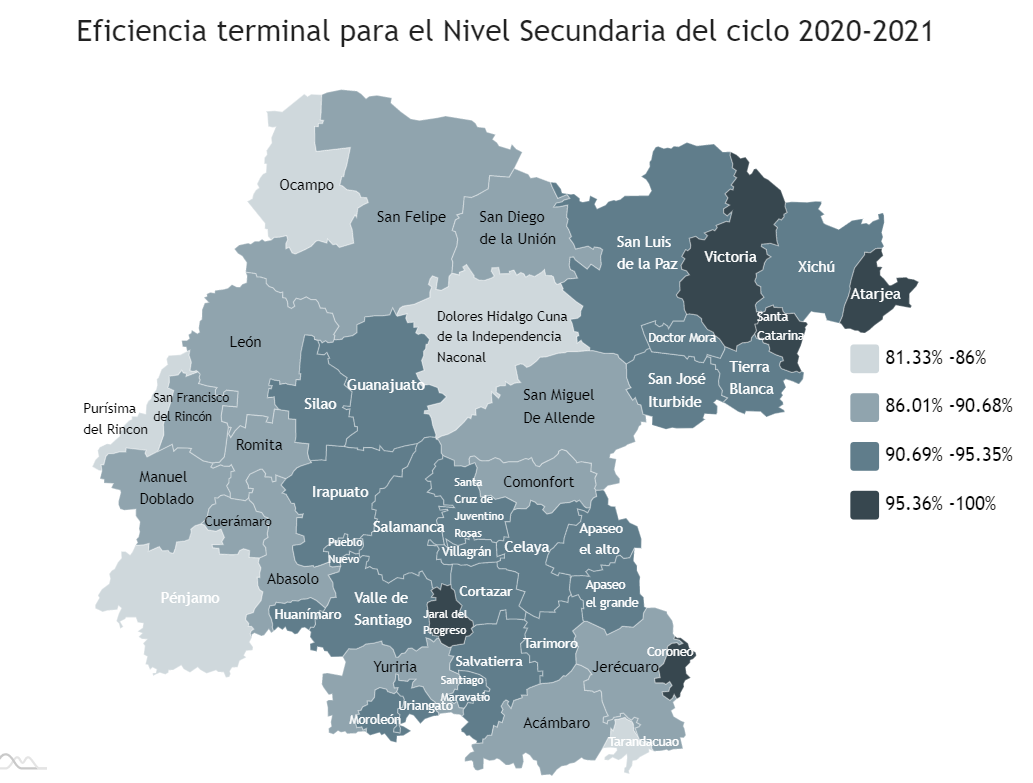 Eficiencia terminal para el Nivel Secundaria del ciclo 2020-2021
Ocampo
San Felipe
San Diego
de la Unión
San Luis
de la Paz
Victoria
Xichú
Atarjea
Santa
Catarina
Dolores Hidalgo Cuna
de la Independencia
Naconal
Doctor Mora
León
Tierra
Blanca
San José
Iturbide
Guanajuato
San Miguel
De Allende
Silao
San Francisco
del Rincón
Purísima
del Rincon
Romita
Manuel
Doblado
Irapuato
Santa
Cruz de
Juventino
Rosas
Comonfort
Cuerámaro
Salamanca
Apaseo
el alto
Pueblo
Nuevo
Villagrán
Celaya
Abasolo
Pénjamo
Cortazar
Apaseo
el grande
Valle de
Santiago
Huanímaro
Jaral del
Progreso
Tarimoro
Coroneo
Salvatierra
Yuriria
Jerécuaro
Santiago
Maravatío
Uriangato
Moroleón
Acámbaro
Tarandacuao
81.33% -86%
86.01% -90.68%
90.69% -95.35%
95.36% -100%